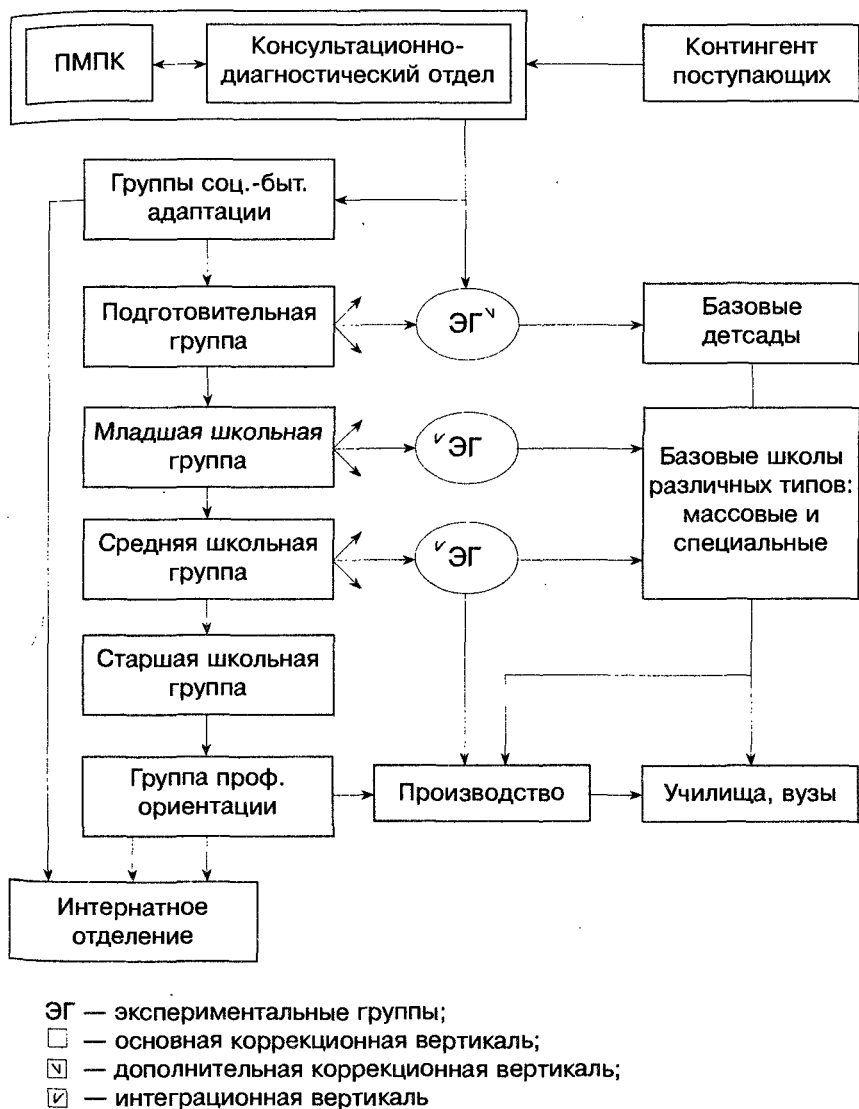 ПМПК
Консультационно-
диагностический отдел
Контингент
поступающих
Группы соц.-быт.
адаптации
Подготовительная
группа
ЭГ
Базовые
детсады
Младшая школьная
группа
ЭГ
Базовые школы
различных типов:
массовые и
специальные
Средняя школьная
группа
ЭГ
Старшая школьная
группа
Группа проф.
ориентации
Производство
Училища, вузы
Интернатное
отделение
ЭГ — экспериментальные группы;
— основная коррекционная вертикаль;
— дополнительная коррекционная вертикаль;
— интеграционная вертикаль